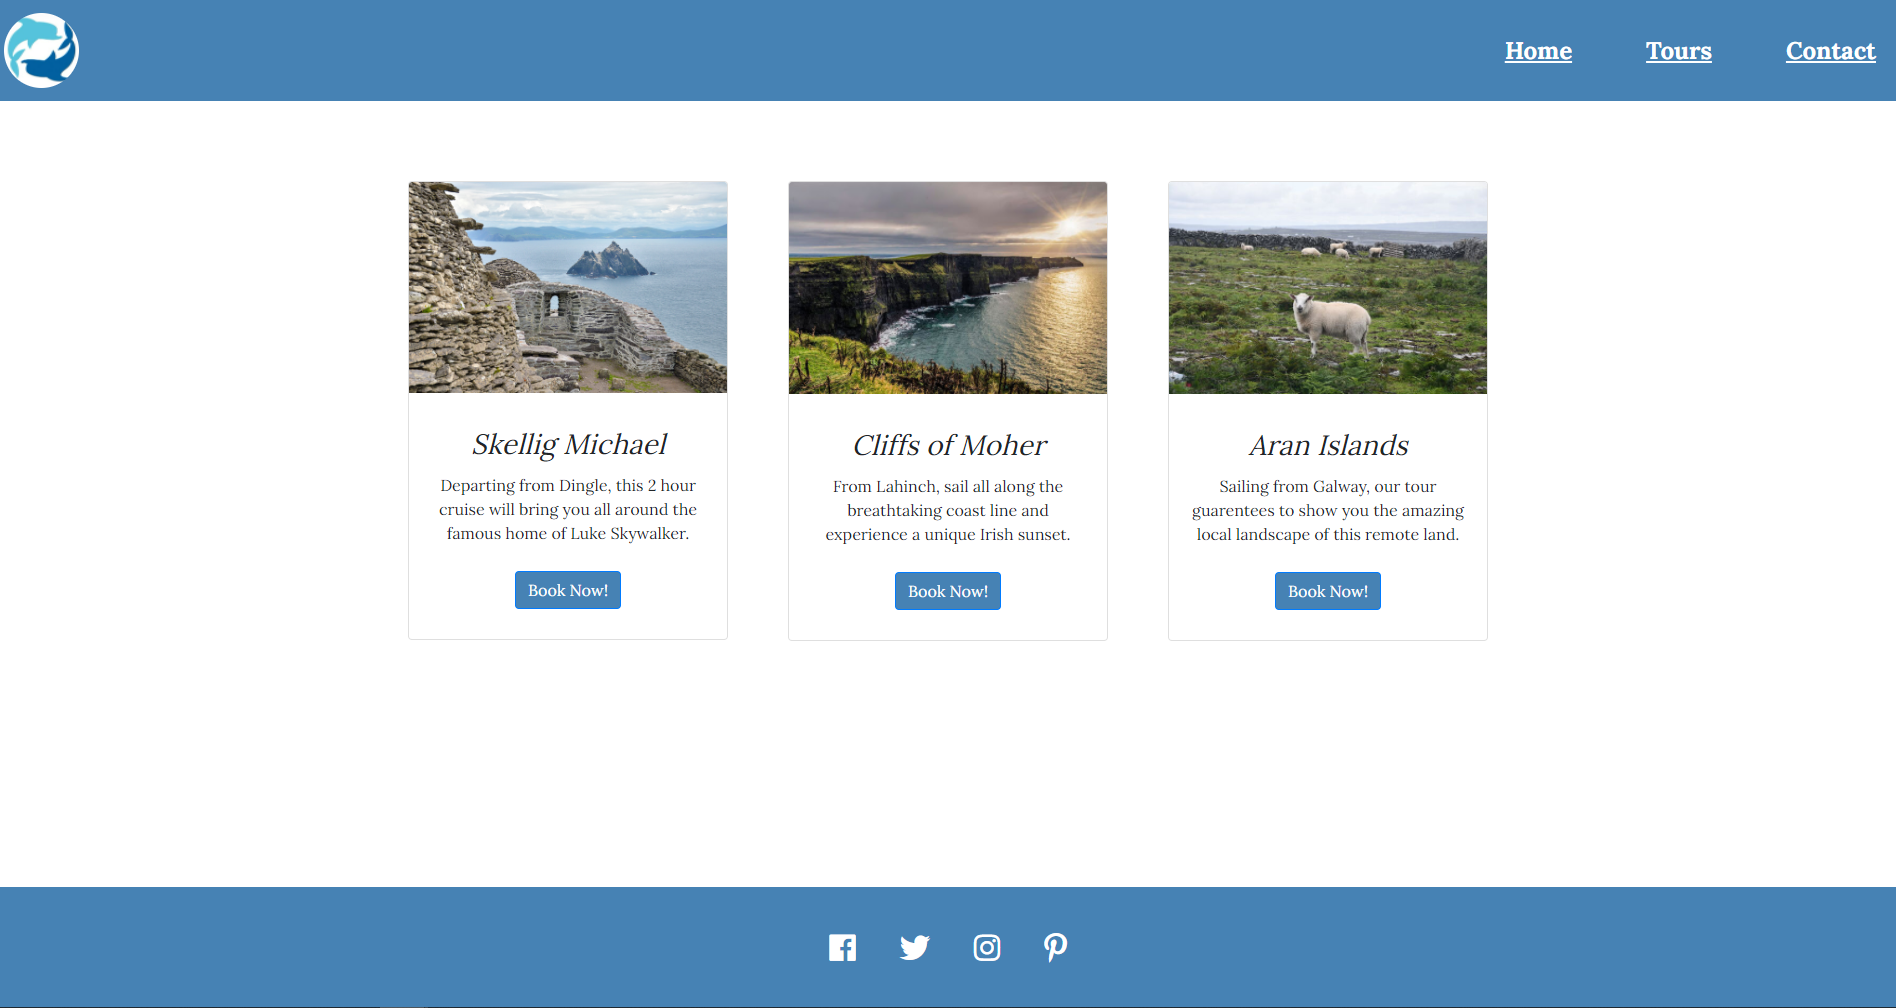 Home Tours Contact
Skellig Michael
Departing from Dingle, this 2 hour
cruise will bring you all around the
famous home of Luke Skywalker.
Book Now!
Cliffs of Moher
From Lahinch, sail all along the
breathtaking coast line and
experience a unique Irish sunset.
Book Now!
Aran Islands
Sailing from Galway, our tour
guarentees to show you the amazing
local landscape of this remote land.
Book Now!